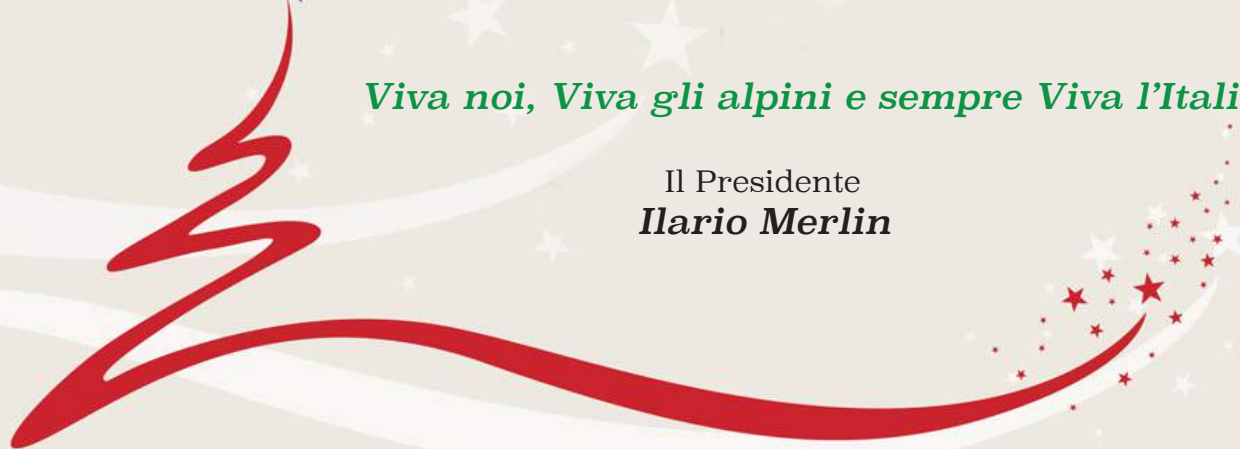 Viva noi, Viva gli alpini e sempre Viva l’Itali
Il Presidente
Ilario Merlin